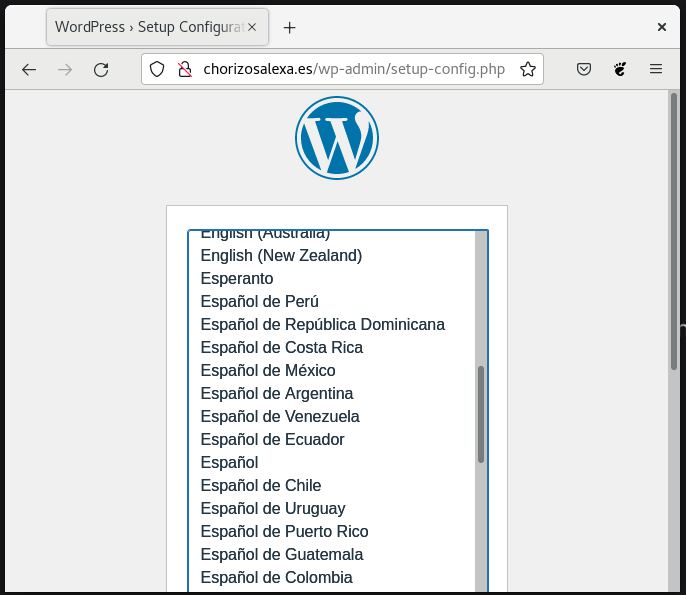 WordPress › Setup Configurat
chorizosalexa.es/wp-admin/setup-config.php
W
English (Australia)
English (New Zealand)
Esperanto
Español de Perú
Español de República Dominicana
Español de Costa Rica
Español de México
Español de Argentina
Español de Venezuela
Español de Ecuador
Español
Español de Chile
Español de Uruguay
Español de Puerto Rico
Español de Guatemala
Español de Colombia